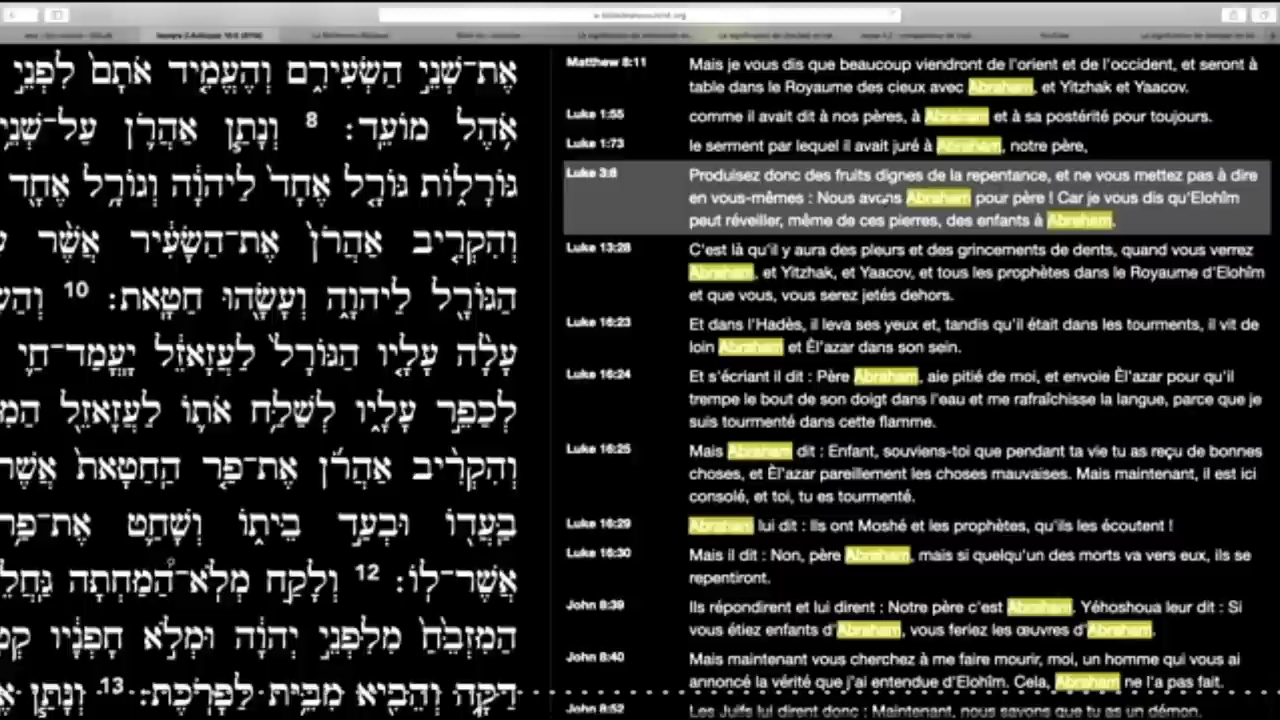 אֶת־שְׁנֵי הַשְּׂעִירִם וְהֶעֱמִיד אֹתָם לִפְנֵי
אֹהֶל מוֹעֵד׃ 8 וְנָתַן אַהֲרֹן עַל־שְׁנֵי
גּוֹרָלוֹת גּוֹרָל אֶחָד לַיהוָה וְגוֹרָל אֶחָד
וְהִקְרִיב אַהֲרֹן אֶת־הַשָּׂעִיר אֲשֶׁר
הַגּוֹרָל לַיהוָה וְעָשָׂהוּ חַטָּאת׃ 10
עָלָה עָלָיו הַגּוֹרָל לַעֲזָאזֵל יָעֳמַד־חַי
לְכַפֵּר עָלָיו לְשַׁלַּח אֹתוֹ לַעֲזָאזֵל
וְהִקְרִיב אַהֲרֹן אֶת־פַּר הַחַטָּאת אֲשֶׁר
בַּעֲדוֹ וּבְעַד בֵּיתוֹ וְשָׁחַט אֶת־פַּר
אֲשֶׁר־לוֹ׃ 12 וְלָקַח מְלֹא־הַמַּחְתָּה גַּחֲלֵי
הַמִּזְבֵּחַ מִלִּפְנֵי יְהוָה וּמְלֹא חָפְנָיו
דַּקָּה וְהֵבִיא מִבֵּית לַפָּרֹכֶת׃ 13 וְנָתַן
Matthew 8:11 Mais je vous dis que beaucoup viendront de l'orient et de l'occident, et seront à
table dans le Royaume des cieux avec Abraham, et Yitzhak et Yaacov.
Luke 1:55 comme il avait dit à nos pères, à Abraham et à sa postérité pour toujours.
Luke 1:73 le serment par lequel il avait juré à Abraham, notre père,
Luke 3:8 Produisez donc des fruits dignes de la repentance, et ne vous mettez pas à dire
en vous-mêmes : Nous avons Abraham pour père ! Car je vous dis qu'Elohîm
peut réveiller, même de ces pierres, des enfants à Abraham.
Luke 13:28 C'est là qu'il y aura des pleurs et des grincements de dents, quand vous verrez
Abraham, et Yitzhak, et Yaacov, et tous les prophètes dans le Royaume d'Elohîm
et que vous, vous serez jetés dehors.
Luke 16:23 Et dans l'Hadès, il leva ses yeux et, tandis qu'il était dans les tourments, il vit de
loin Abraham et Èl'azar dans son sein.
Luke 16:24 Et s'écriant il dit : Père Abraham, aie pitié de moi, et envoie Èl'azar pour qu'il
trempe le bout de son doigt dans l'eau et me rafraîchisse la langue, parce que je
suis tourmenté dans cette flamme.
Luke 16:25 Mais Abraham dit : Enfant, souviens-toi que pendant ta vie tu as reçu de bonnes
choses, et Èl'azar pareillement les choses mauvaises. Mais maintenant, il est ici
consolé, et toi, tu es tourmenté.
Luke 16:29 Abraham lui dit : Ils ont Moshé et les prophètes, qu'ils les écoutent !
Luke 16:30 Mais il dit : Non, père Abraham, mais si quelqu'un des morts va vers eux, ils se
repentiront.
John 8:39 Ils répondirent et lui dirent : Notre père c'est Abraham. Yéhoshoua leur dit : Si
vous étiez enfants d'Abraham, vous feriez les œuvres d'Abraham.
John 8:40 Mais maintenant vous cherchez à me faire mourir, moi, un homme qui vous ai
annoncé la vérité que j'ai entendue d'Elohîm. Cela, Abraham ne l'a pas fait.
John 8:52 Les Juifs lui dirent donc : Maintenant, nous savons que tu as un démon.